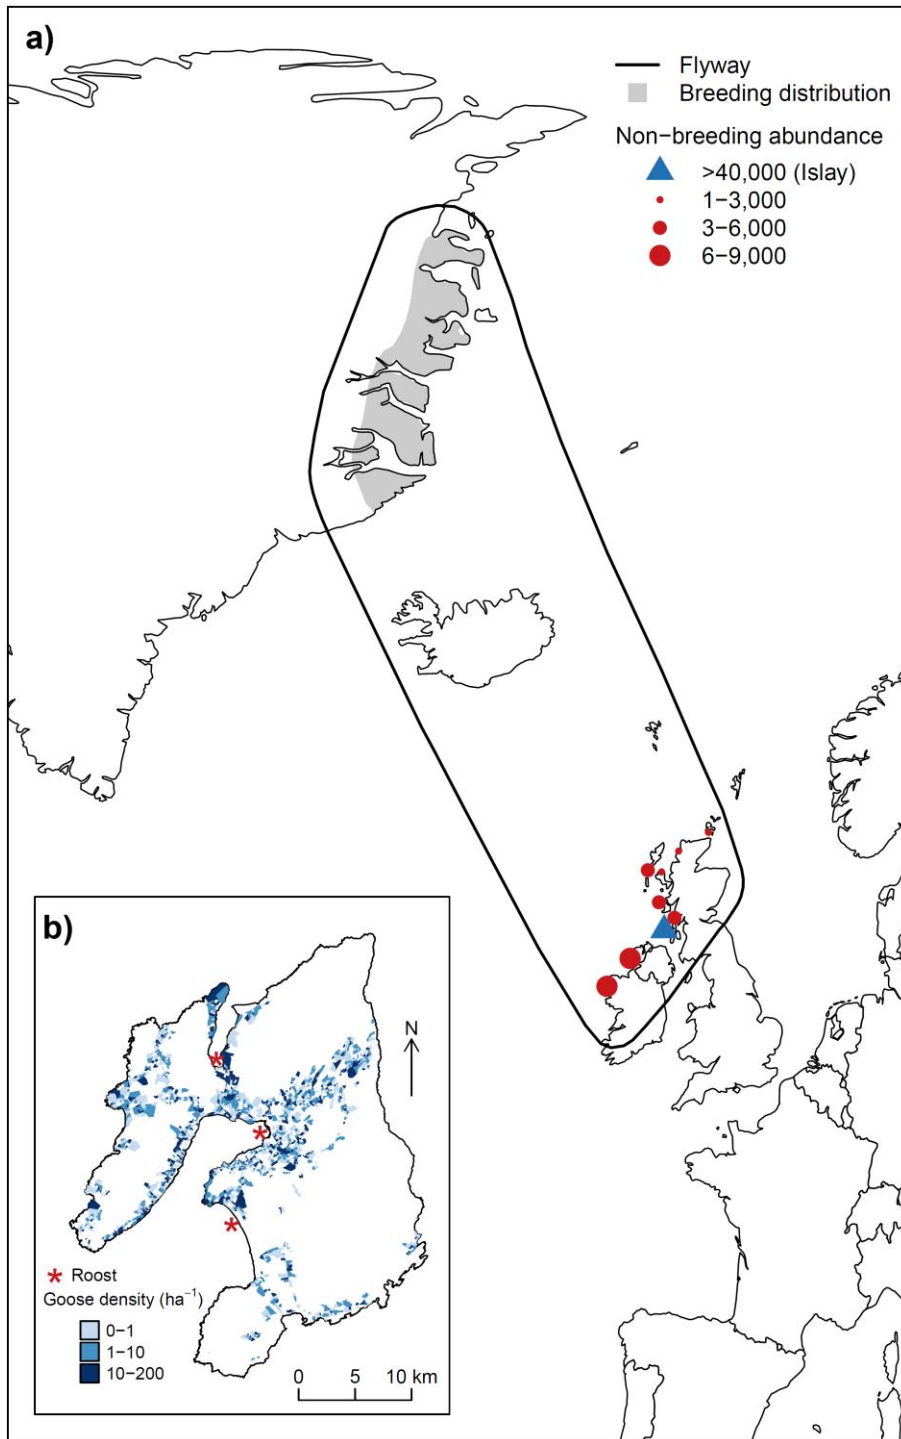 a)
Flyway
Breeding distribution
Non−breeding abundance
>40,000 (Islay)
1−3,000
3−6,000
6−9,000
b)
N
Roost
Goose density (ha⁻¹)
0−1
1−10
10−200
0 5 10 km